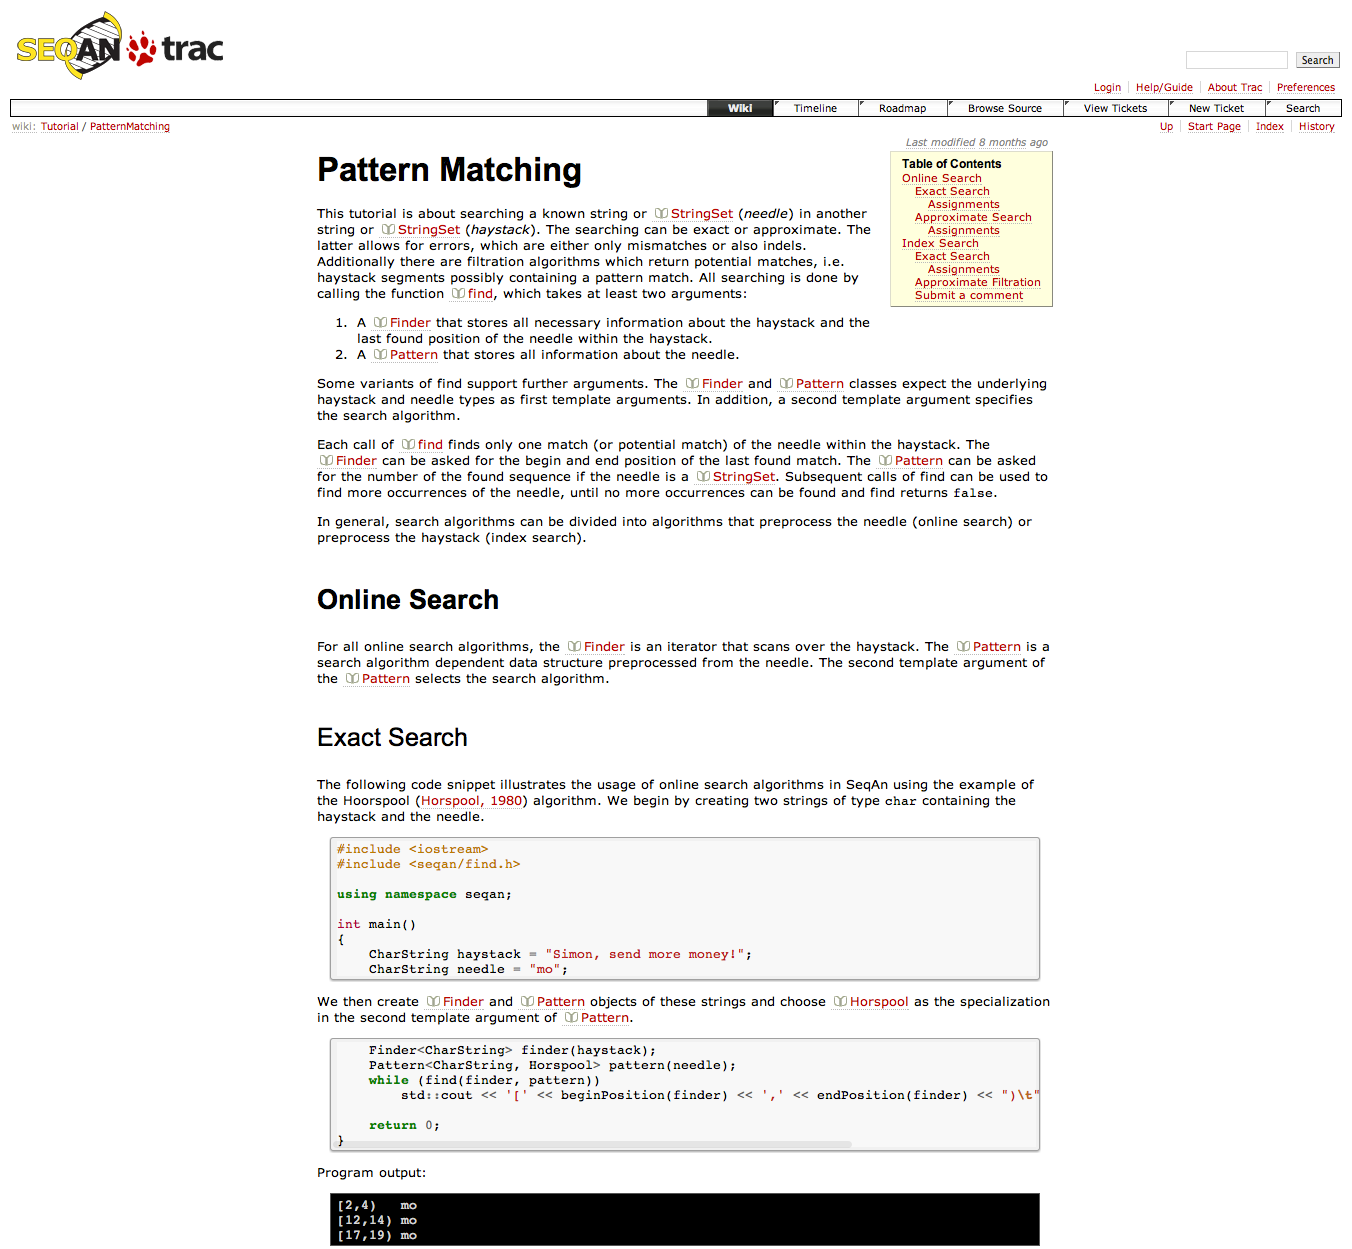 SEQAN trac
Search
Login Help/Guide About Trac Preferences
Wiki Timeline Roadmap Browse Source View Tickets New Ticket Search
wiki: Tutorial / PatternMatching
Up Start Page Index History
Last modified 8 months ago
Pattern Matching
Table of Contents
Online Search
Exact Search
Assignments
Approximate Search
Assignments
Index Search
Exact Search
Assignments
Approximate Filtration
Submit a comment
This tutorial is about searching a known string or StringSet (needle) in another
string or StringSet (haystack). The searching can be exact or approximate. The
latter allows for errors, which are either only mismatches or also indels.
Additionally there are filtration algorithms which return potential matches, i.e.
haystack segments possibly containing a pattern match. All searching is done by
calling the function find, which takes at least two arguments:
1. A Finder that stores all necessary information about the haystack and the
last found position of the needle within the haystack.
2. A Pattern that stores all information about the needle.
Some variants of find support further arguments. The Finder and Pattern classes expect the underlying
haystack and needle types as first template arguments. In addition, a second template argument specifies
the search algorithm.
Each call of find finds only one match (or potential match) of the needle within the haystack. The
Finder can be asked for the begin and end position of the last found match. The Pattern can be asked
for the number of the found sequence if the needle is a StringSet. Subsequent calls of find can be used to
find more occurrences of the needle, until no more occurrences can be found and find returns false.
In general, search algorithms can be divided into algorithms that preprocess the needle (online search) or
preprocess the haystack (index search).
Online Search
For all online search algorithms, the Finder is an iterator that scans over the haystack. The Pattern is a
search algorithm dependent data structure preprocessed from the needle. The second template argument of
the Pattern selects the search algorithm.
Exact Search
The following code snippet illustrates the usage of online search algorithms in SeqAn using the example of
the Hoorspool (Horspool, 1980) algorithm. We begin by creating two strings of type char containing the
haystack and the needle.
#include <iostream>
#include <seqan/find.h>
using namespace seqan;
int main()
{
CharString haystack = "Simon, send more money!";
CharString needle = "mo";
We then create Finder and Pattern objects of these strings and choose Horspool as the specialization
in the second template argument of Pattern.
Finder<CharString> finder(haystack);
Pattern<CharString, Horspool> pattern(needle);
while (find(finder, pattern))
std::cout << '[' << beginPosition(finder) << ',' << endPosition(finder) << ")\t"
return 0;
}
Program output:
[2,4) mo
[12,14) mo
[17,19) mo